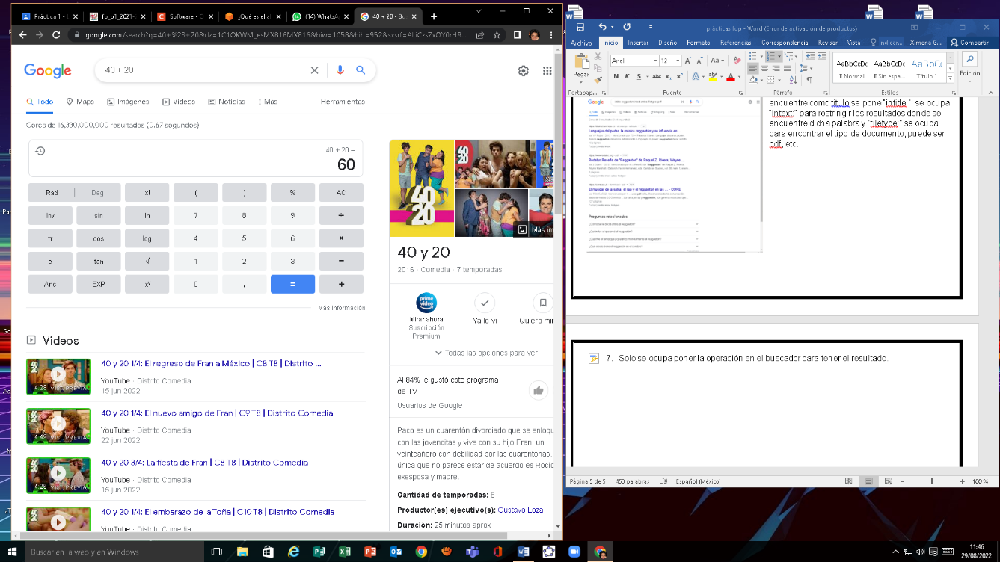 Práctica 1 - L
fp_p1_2021-
Software - C
¿Qué es el al
(14) WhatsA
40 + 20 - Bu
google.com/search?q=40+%2B+20&rlz=1C1OKWM_esMX816MX816&biw=1058&bih=952&sxsrf=ALiCzsZxOY0rH9...
Google
40 + 20
Todo
Maps
Imágenes
Videos
Noticias
Más
Herramientas
Cerca de 16,330,000,000 resultados (0.67 segundos)
40 + 20 =
60
Rad | Deg x! ( ) % AC
Inv sin ln 7 8 9 ÷
π cos log 4 5 6 ×
e tan √ 1 2 3 −
Ans EXP xʸ 0 . = +
Más información
Videos
40 y 20 1/4: El regreso de Fran a México | C8 T8 | Distrito ...
YouTube · Distrito Comedia
15 jun 2022
4:28 VIST. PREVIA
40 y 20 1/4: El nuevo amigo de Fran | C9 T8 | Distrito Comedia
YouTube · Distrito Comedia
22 jun 2022
4:49 VIST. PREVIA
40 y 20 3/4: La fiesta de Fran | C8 T8 | Distrito Comedia
YouTube · Distrito Comedia
15 jun 2022
4:26 VIST. PREVIA
40 y 20 1/4: El embarazo de la Toña | C10 T8 | Distrito Comedia
YouTube · Distrito Comedia
40 20
Más im
40 y 20
2016 · Comedia · 7 temporadas
prime video
Mirar ahora
Suscripción
Premium
Ya lo vi
Quiero mir
Todas las opciones para ver
Al 84% le gustó este programa
de TV
Usuarios de Google
Paco es un cuarentón divorciado que se enloqu
con las jovencitas y vive con su hijo Fran, un
veinteañero con debilidad por las cuarentonas.
única que no parece estar de acuerdo es Rocío
exesposa y madre.
Cantidad de temporadas: 8
Productor(es) ejecutivo(s): Gustavo Loza
Duración: 25 minutos aprox
prácticas fdp - Word (Error de activación de productos)
Archivo Inicio Insertar Diseño Formato Referencias Correspondencia Revisar Vista Indicar... Ximena G... Compartir
Pegar
Arial
12
N K S abc x₂ x²
AaBbCcDc AaBbCcDc AaBbCc
¶ Normal ¶ Sin espa... Título 1
Edición
Portapap... Fuente Párrafo Estilos
encuentre como titulo se pone "intitle:", se ocupa
"intext:" para restringir los resultados donde se
encuentre dicha palabra y "filetype:" se ocupa
para encontrar el tipo de documento, puede ser
pdf, etc.
Google
Lenguajes del poder, la música reggaetón y su influencia en ...
Redalyc.Reseña de "Reggaeton" de Raquel Z. Rivera, Wayne ...
El musicar de la salsa, el rap y el reggaeton en las ... - CORE
Preguntas relacionadas
7. Solo se ocupa poner la operación en el buscador para tener el resultado.
Página 5 de 5 458 palabras Español (México) 100 %
Buscar en la web y en Windows
11:46
29/08/2022